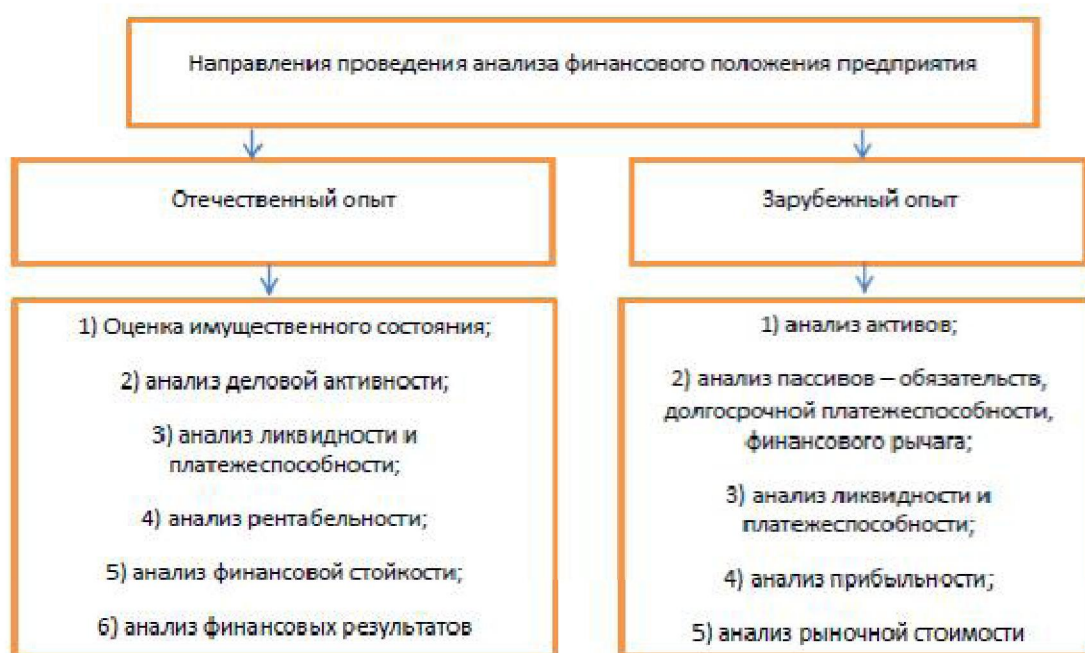 Направления проведения анализа финансового положения предприятия
Отечественный опыт
Зарубежный опыт
1) Оценка имущественного состояния;
2) анализ деловой активности;
3) анализ ликвидности и
платежеспособности;
4) анализ рентабельности;
5) анализ финансовой стойкости;
6) анализ финансовых результатов
1) анализ активов;
2) анализ пассивов – обязательств,
долгосрочной платежеспособности,
финансового рычага;
3) анализ ликвидности и
платежеспособности;
4) анализ прибыльности;
5) анализ рыночной стоимости